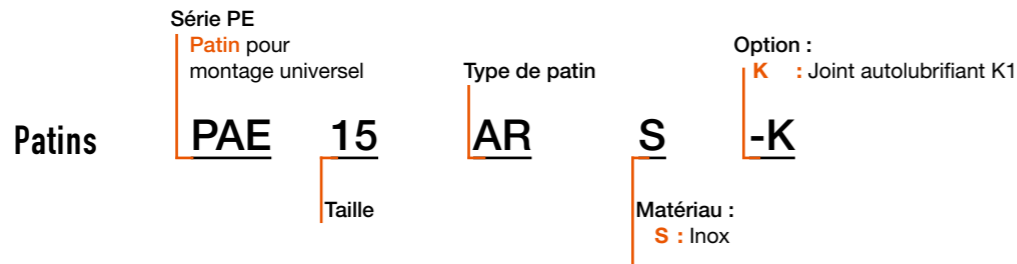 Série PE
Patin pour
montage universel
Type de patin
Option :
K : Joint autolubrifiant K1
Patins PAE 15 AR S -K
Taille
Matériau :
S : Inox